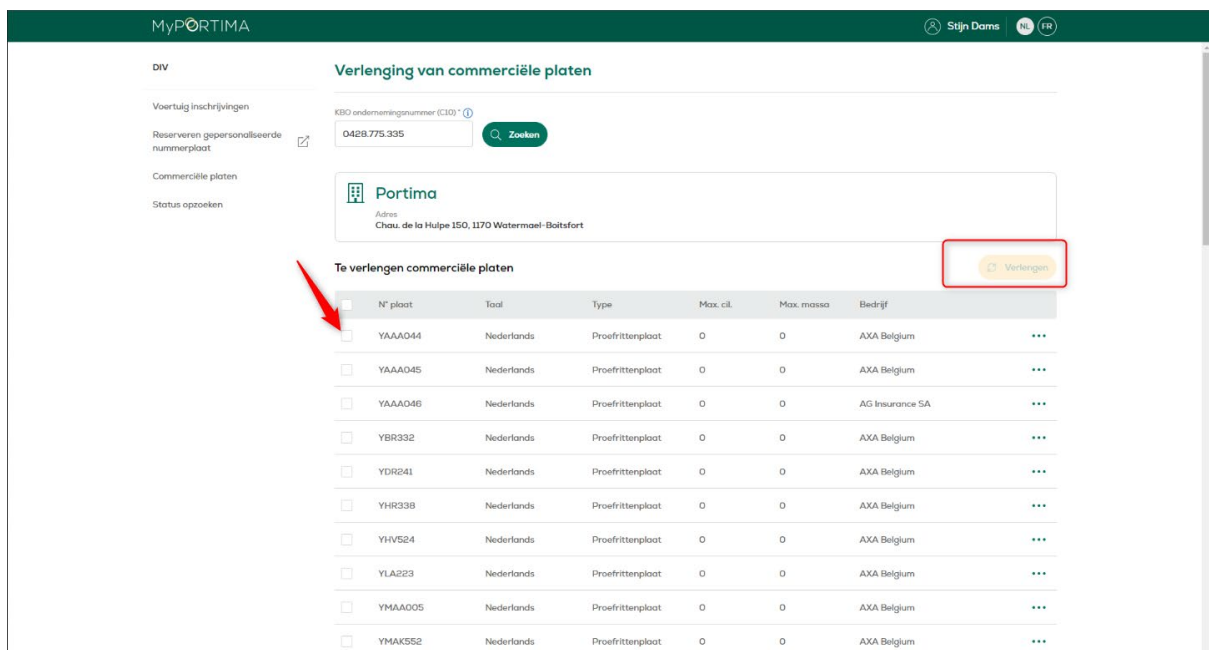 MyPORTIMA
Stijn Dams NL FR
DIV
Voertuig inschrijvingen
Reserveren gepersonaliseerde
nummerplaat
Commerciële platen
Status opzoeken
Verlenging van commerciële platen
KBO ondernemingsnummer (C10) * i
0428.775.335 Zoeken
Portima
Adres
Chau. de la Hulpe 150, 1170 Watermael-Boitsfort
Te verlengen commerciële platen Verlengen
N° plaat Taal Type Max. cil. Max. massa Bedrijf
YAAA044 Nederlands Proefrittenplaat 0 0 AXA Belgium
YAAA045 Nederlands Proefrittenplaat 0 0 AXA Belgium
YAAA046 Nederlands Proefrittenplaat 0 0 AG Insurance SA
YBR332 Nederlands Proefrittenplaat 0 0 AXA Belgium
YDR241 Nederlands Proefrittenplaat 0 0 AXA Belgium
YHR338 Nederlands Proefrittenplaat 0 0 AXA Belgium
YHV524 Nederlands Proefrittenplaat 0 0 AXA Belgium
YLA223 Nederlands Proefrittenplaat 0 0 AXA Belgium
YMAA005 Nederlands Proefrittenplaat 0 0 AXA Belgium
YMAK552 Nederlands Proefrittenplaat 0 0 AXA Belgium